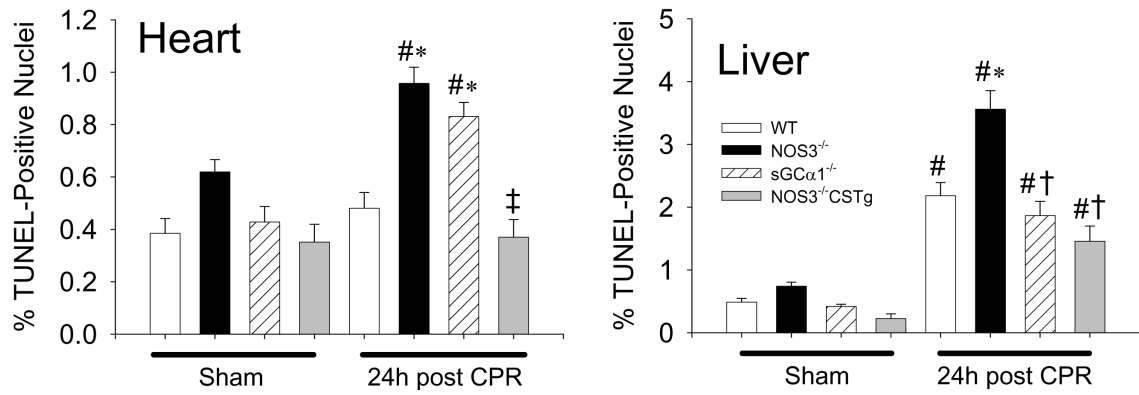 Heart
% TUNEL-Positive Nuclei
1.2
1.0
0.8
0.6
0.4
0.2
0.0
#*
#*
‡
Sham
24h post CPR
Liver
% TUNEL-Positive Nuclei
5
4
3
2
1
0
WT
NOS3-/-
sGCα1-/-
NOS3-/-CSTg
#
#*
#†
#†
Sham
24h post CPR